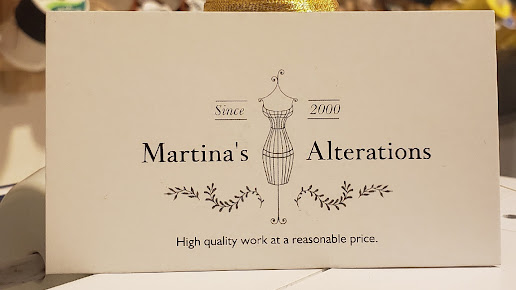 Since 2000
Martina's Alterations
High quality work at a reasonable price.